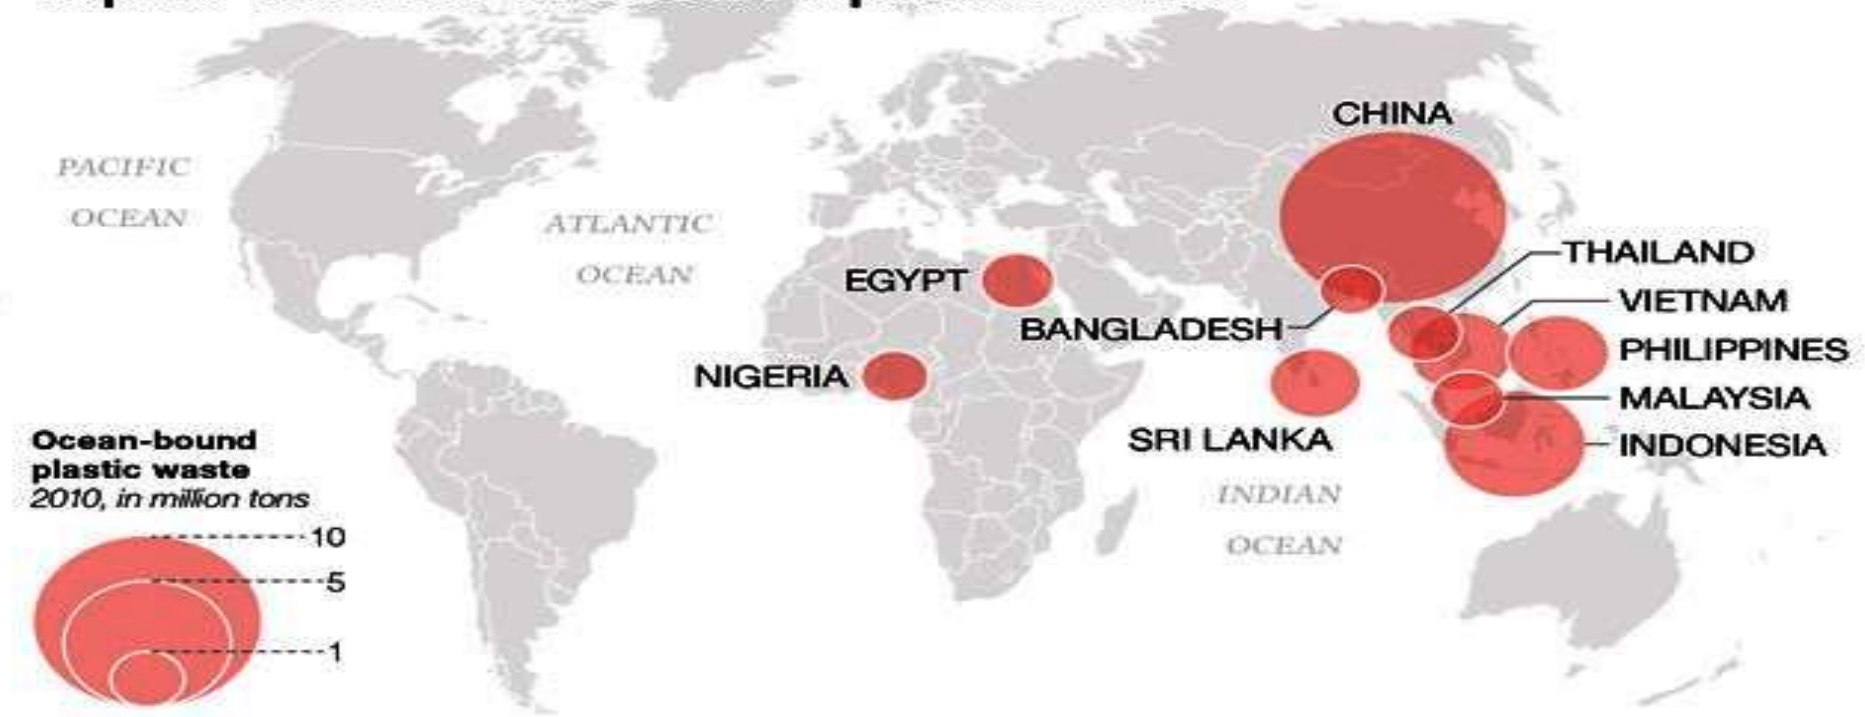 CHINA
PACIFIC
OCEAN
ATLANTIC
OCEAN
THAILAND
EGYPT
VIETNAM
BANGLADESH
PHILIPPINES
NIGERIA
MALAYSIA
SRI LANKA
INDONESIA
INDIAN
OCEAN
Ocean-bound
plastic waste
2010, in million tons
10
5
1